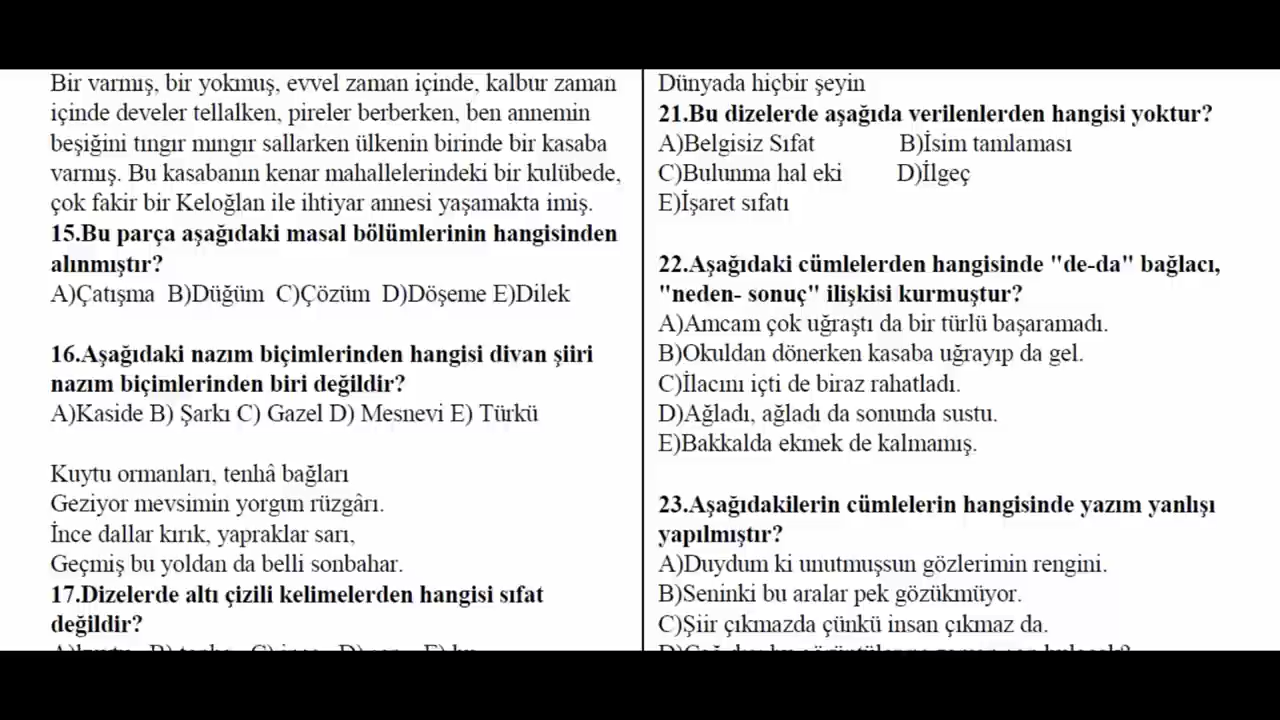 Bir varmış, bir yokmuş, evvel zaman içinde, kalbur zaman
içinde develer tellalken, pireler berberken, ben annemin
beşiğini tıngır mıngır sallarken ülkenin birinde bir kasaba
varmış. Bu kasabanın kenar mahallelerindeki bir kulübede,
çok fakir bir Keloğlan ile ihtiyar annesi yaşamakta imiş.
15.Bu parça aşağıdaki masal bölümlerinin hangisinden
alınmıştır?
A)Çatışma B)Düğüm C)Çözüm D)Döşeme E)Dilek
16.Aşağıdaki nazım biçimlerinden hangisi divan şiiri
nazım biçimlerinden biri değildir?
A)Kaside B) Şarkı C) Gazel D) Mesnevi E) Türkü
Kuytu ormanları, tenhâ bağları
Geziyor mevsimin yorgun rüzgârı.
İnce dallar kırık, yapraklar sarı,
Geçmiş bu yoldan da belli sonbahar.
17.Dizelerde altı çizili kelimelerden hangisi sıfat
değildir?
Dünyada hiçbir şeyin
21.Bu dizelerde aşağıda verilenlerden hangisi yoktur?
A)Belgisiz Sıfat B)İsim tamlaması
C)Bulunma hal eki D)İlgeç
E)İşaret sıfatı
22.Aşağıdaki cümlelerden hangisinde "de-da" bağlacı,
"neden- sonuç" ilişkisi kurmuştur?
A)Amcam çok uğraştı da bir türlü başaramadı.
B)Okuldan dönerken kasaba uğrayıp da gel.
C)İlacını içti de biraz rahatladı.
D)Ağladı, ağladı da sonunda sustu.
E)Bakkalda ekmek de kalmamış.
23.Aşağıdakilerin cümlelerin hangisinde yazım yanlışı
yapılmıştır?
A)Duydum ki unutmuşsun gözlerimin rengini.
B)Seninki bu aralar pek gözükmüyor.
C)Şiir çıkmazda çünkü insan çıkmaz da.